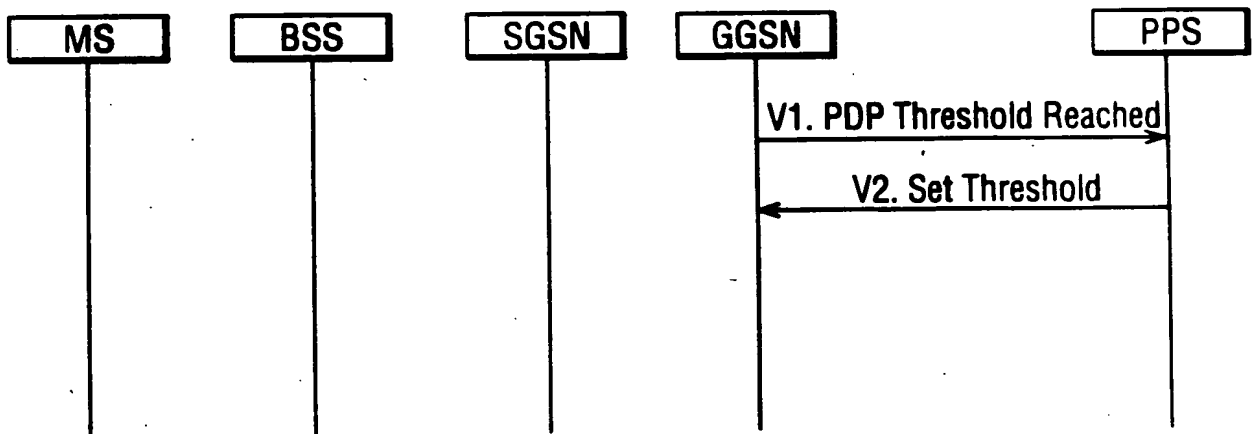 MS
BSS
SGSN
GGSN
PPS
V1. PDP Threshold Reached
V2. Set Threshold